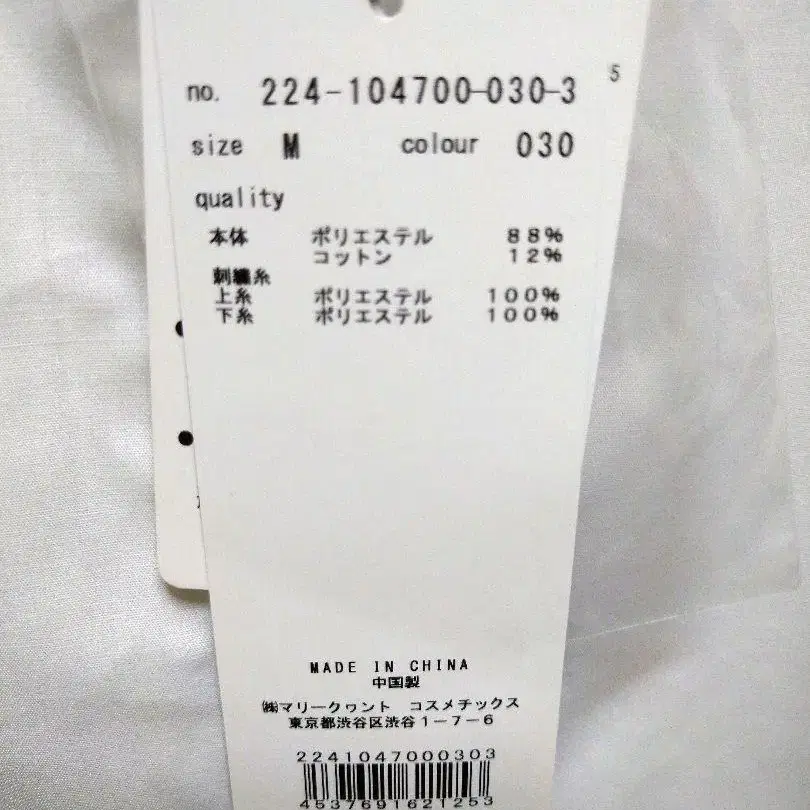 5
no. 224-104700-030-3
size M colour 030
quality
本体 ポリエステル 88%
コットン 12%
刺繍糸
上糸 ポリエステル 100%
下糸 ポリエステル 100%
MADE IN CHINA
中国製
㈱マリークヮント コスメチックス
東京都渋谷区渋谷1-7-6
2241047000303
4537691621253